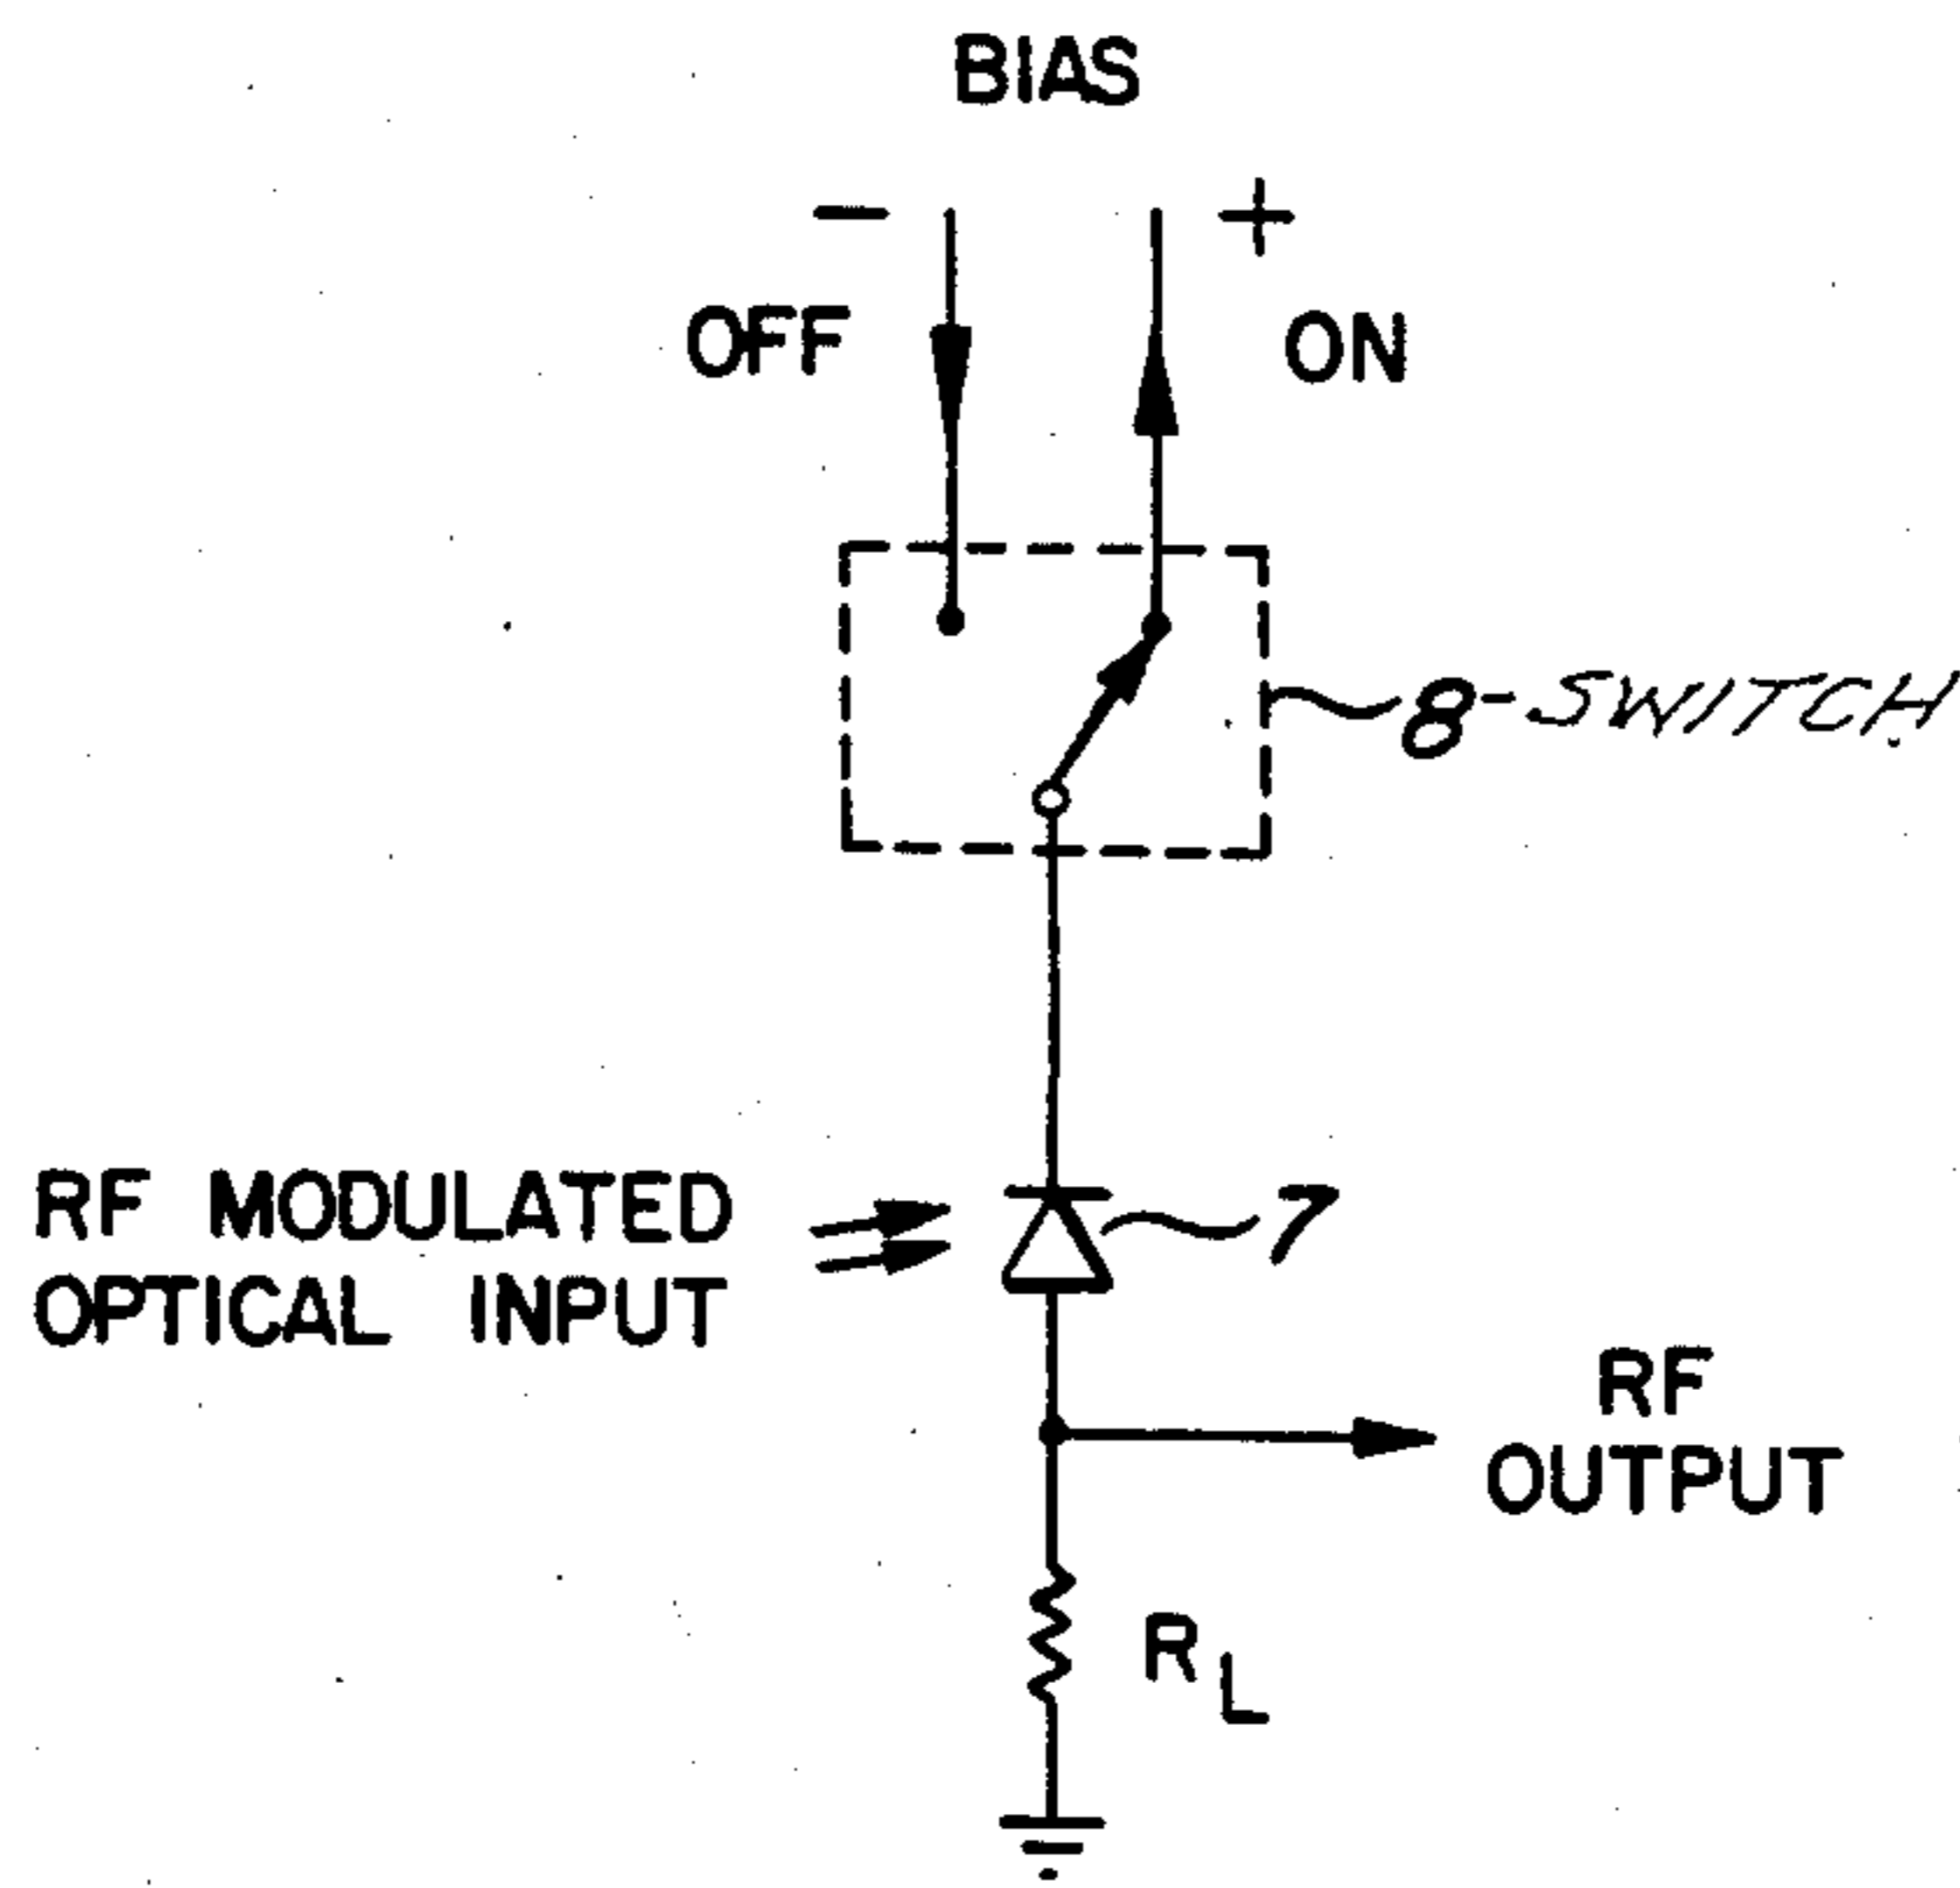 BIAS
− +
OFF ON
8-SWITCH
RF MODULATED
OPTICAL INPUT
7
RF
OUTPUT
RL